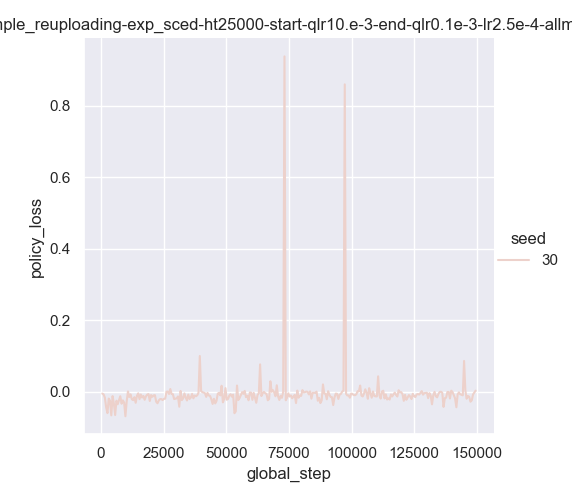 nple_reuploading-exp_sced-ht25000-start-qlr10.e-3-end-qlr0.1e-3-lr2.5e-4-allm
0.8
0.6
0.4
0.2
0.0
policy_loss
0 25000 50000 75000 100000 125000 150000
global_step
seed
30